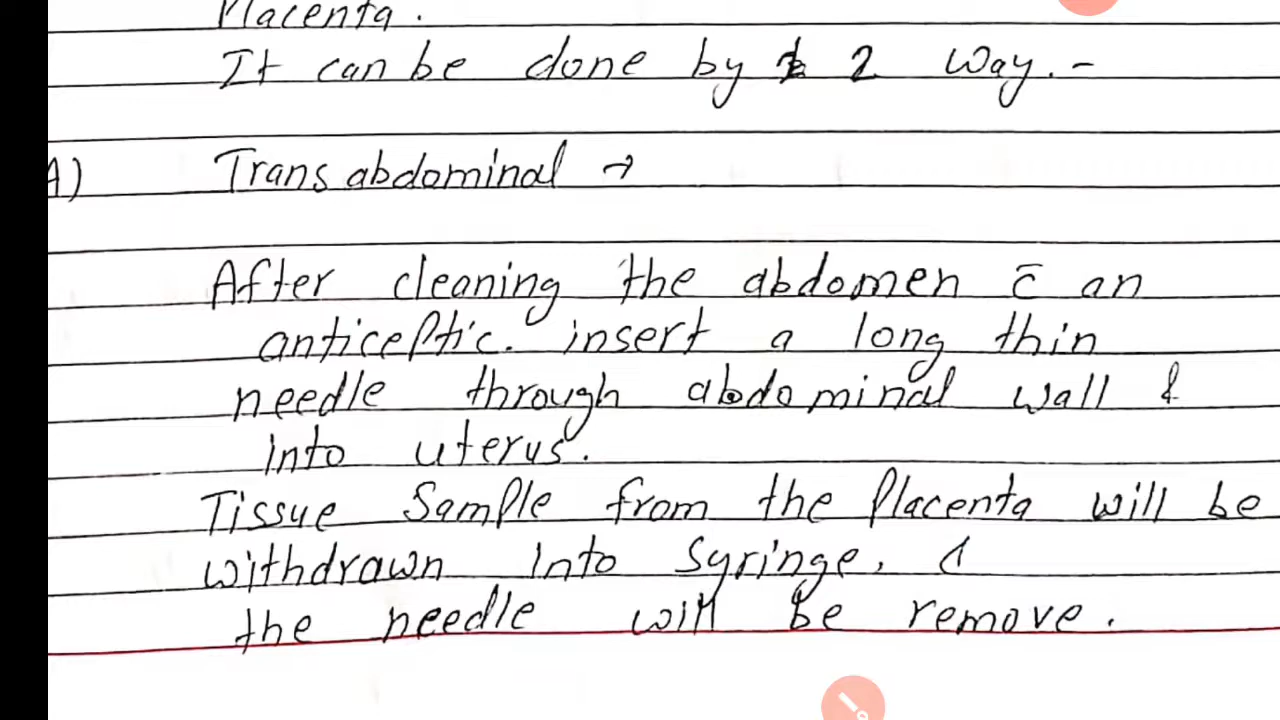 Placenta.
It can be done by 2 way. -
A) Trans abdominal →
After cleaning the abdomen c̄ an
anticeptic. insert a long thin
needle through abdominal wall &
into uterus.
Tissue Sample from the Placenta will be
withdrawn into syringe, &
the needle will be remove.